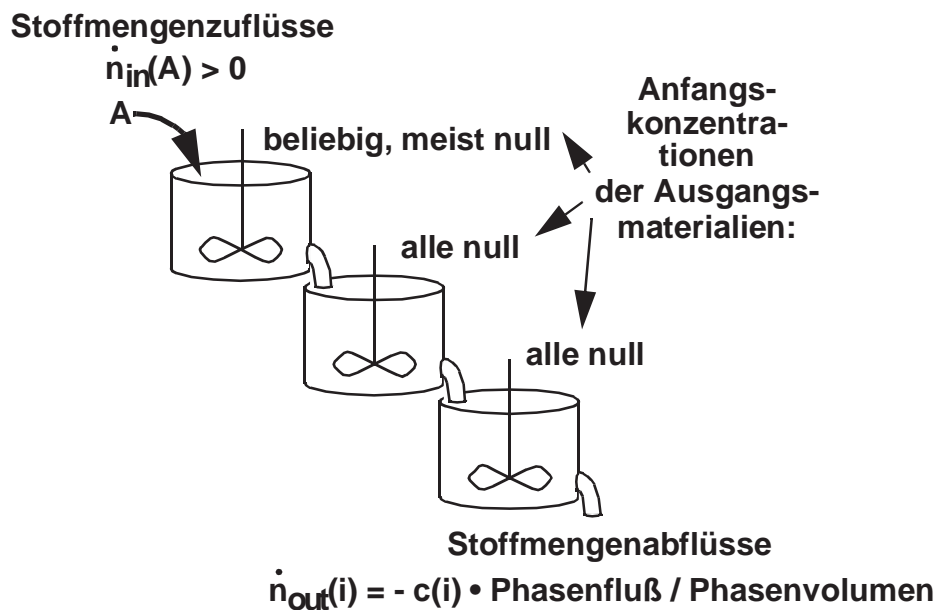 Stoffmengenzuflüsse
ṅin(A) > 0
A
beliebig, meist null
Anfangs-
konzentra-
tionen
der Ausgangs-
materialien:
alle null
alle null
Stoffmengenabflüsse
ṅout(i) = - c(i) • Phasenfluß / Phasenvolumen